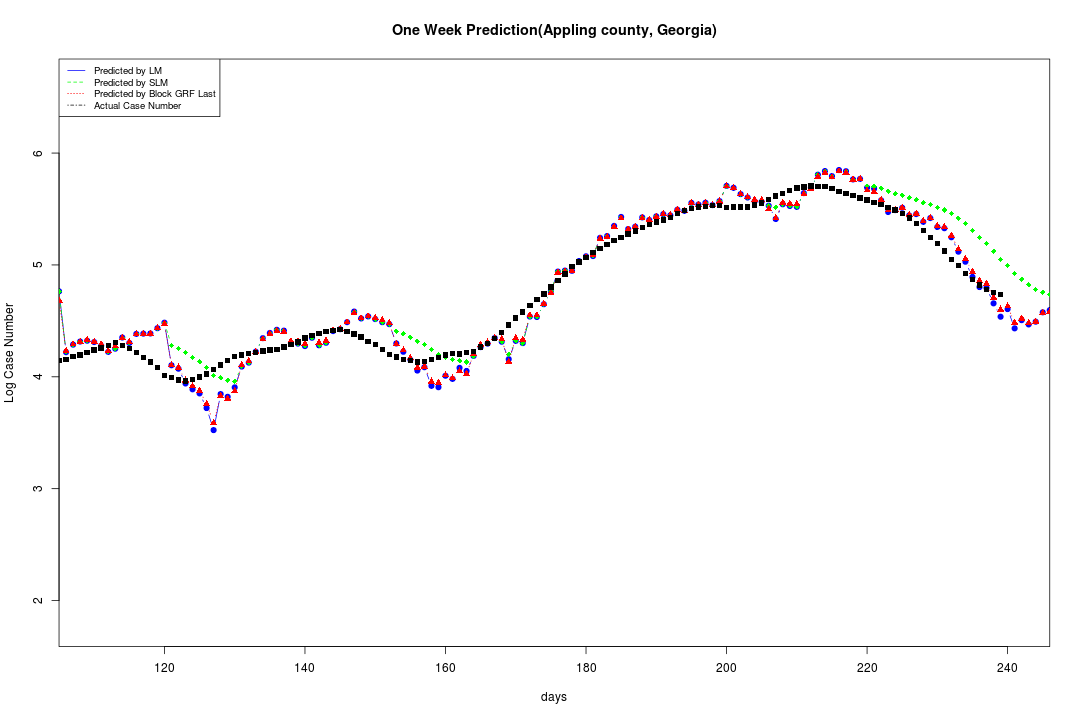 One Week Prediction(Appling county, Georgia)
Predicted by LM
Predicted by SLM
Predicted by Block GRF Last
Actual Case Number
6
5
4
3
2
Log Case Number
120 140 160 180 200 220 240
days